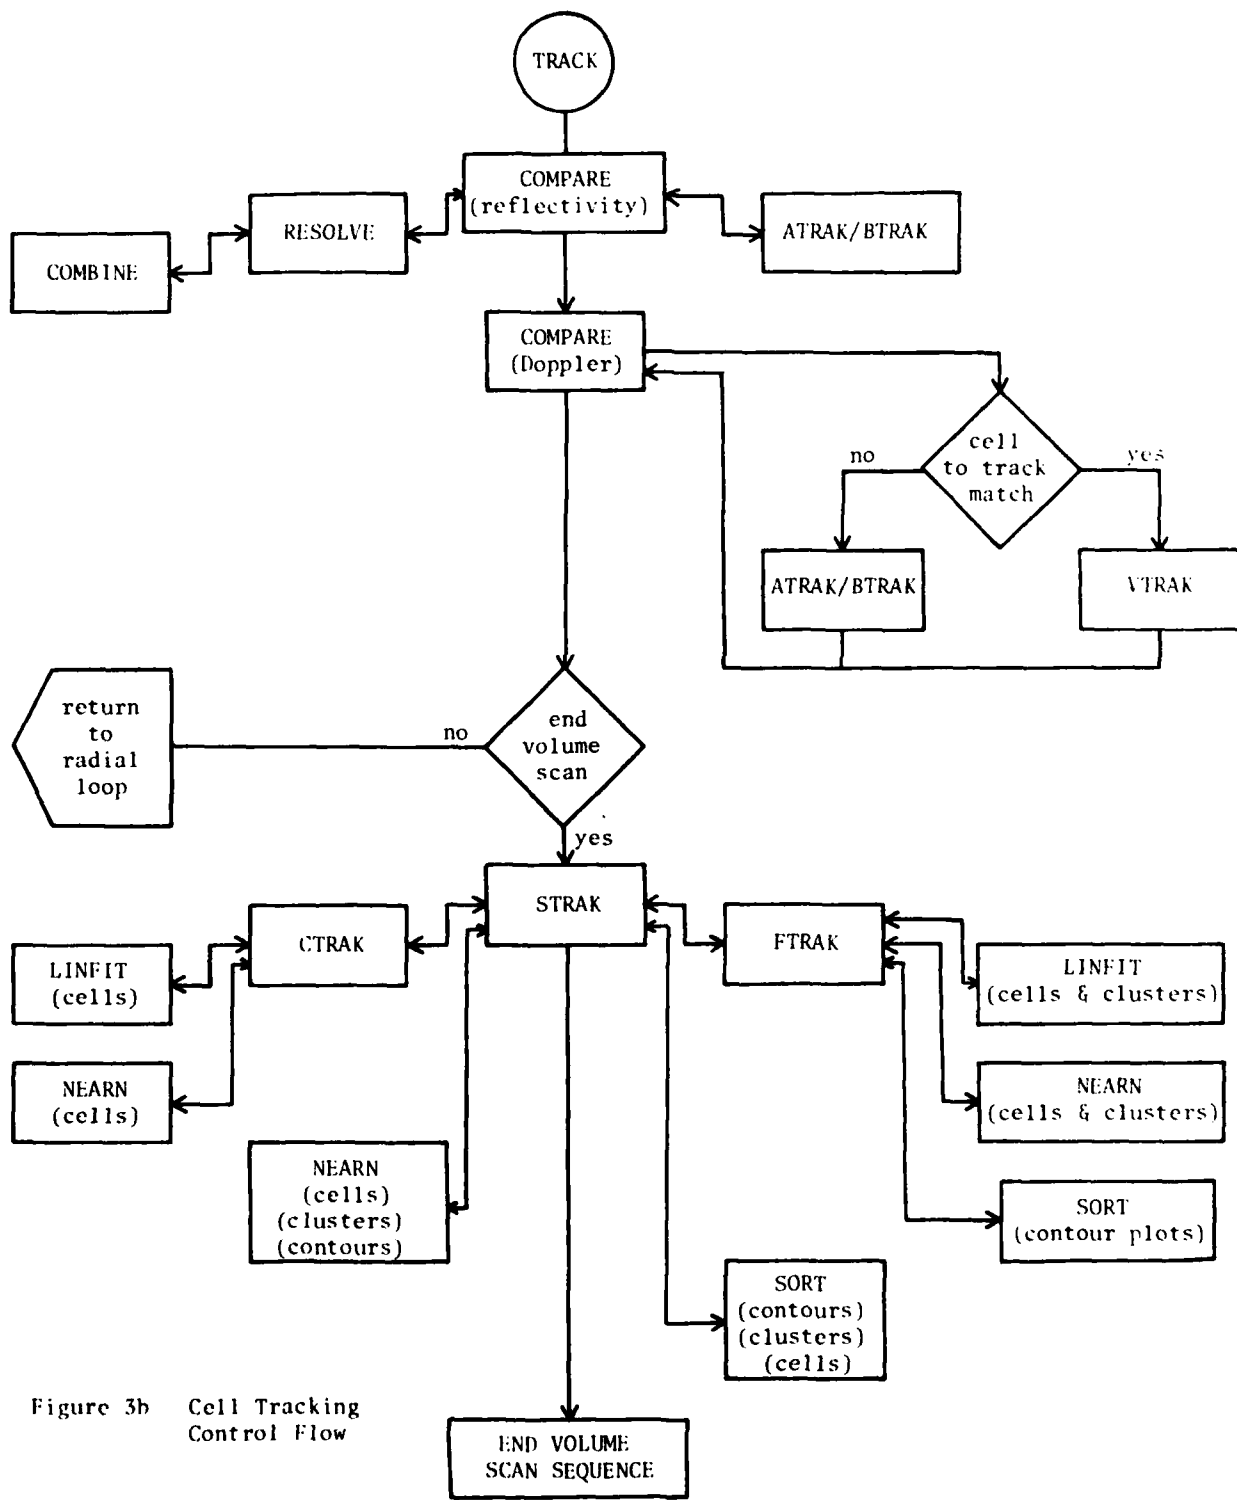 TRACK
COMPARE
(reflectivity)
RESOLVE
ATRAK/BTRAK
COMBINE
COMPARE
(Doppler)
cell
to track
match
no
yes
ATRAK/BTRAK
VTRAK
return
to
radial
loop
no
end
volume
scan
yes
STRAK
CTRAK
FTRAK
LINFIT
(cells)
LINFIT
(cells & clusters)
NEARN
(cells)
NEARN
(cells & clusters)
NEARN
(cells)
(clusters)
(contours)
SORT
(contour plots)
SORT
(contours)
(clusters)
(cells)
Figure 3b Cell Tracking
Control Flow
END VOLUME
SCAN SEQUENCE